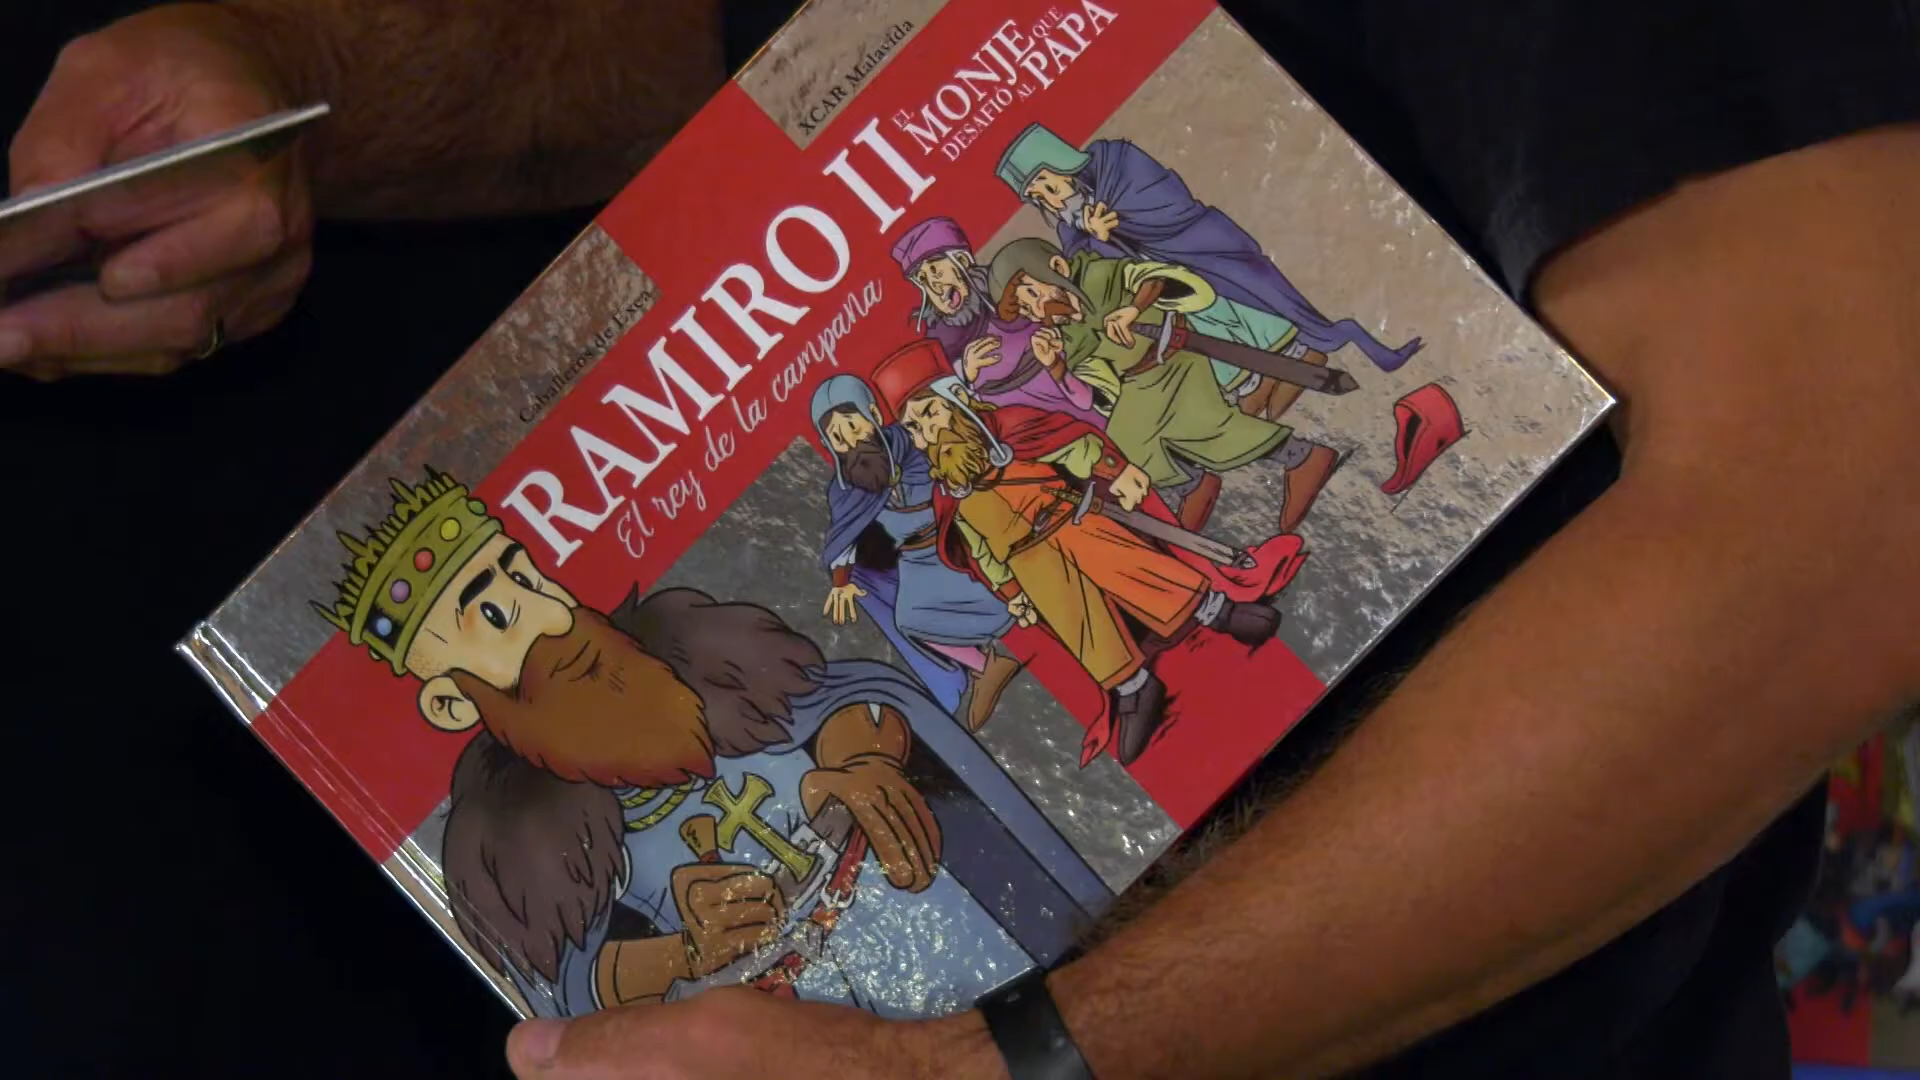 Caballeros de Exea
XCAR Malavida
RAMIRO II
El rey de la campana
EL
MONJE QUE
DESAFIÓ AL
PAPA